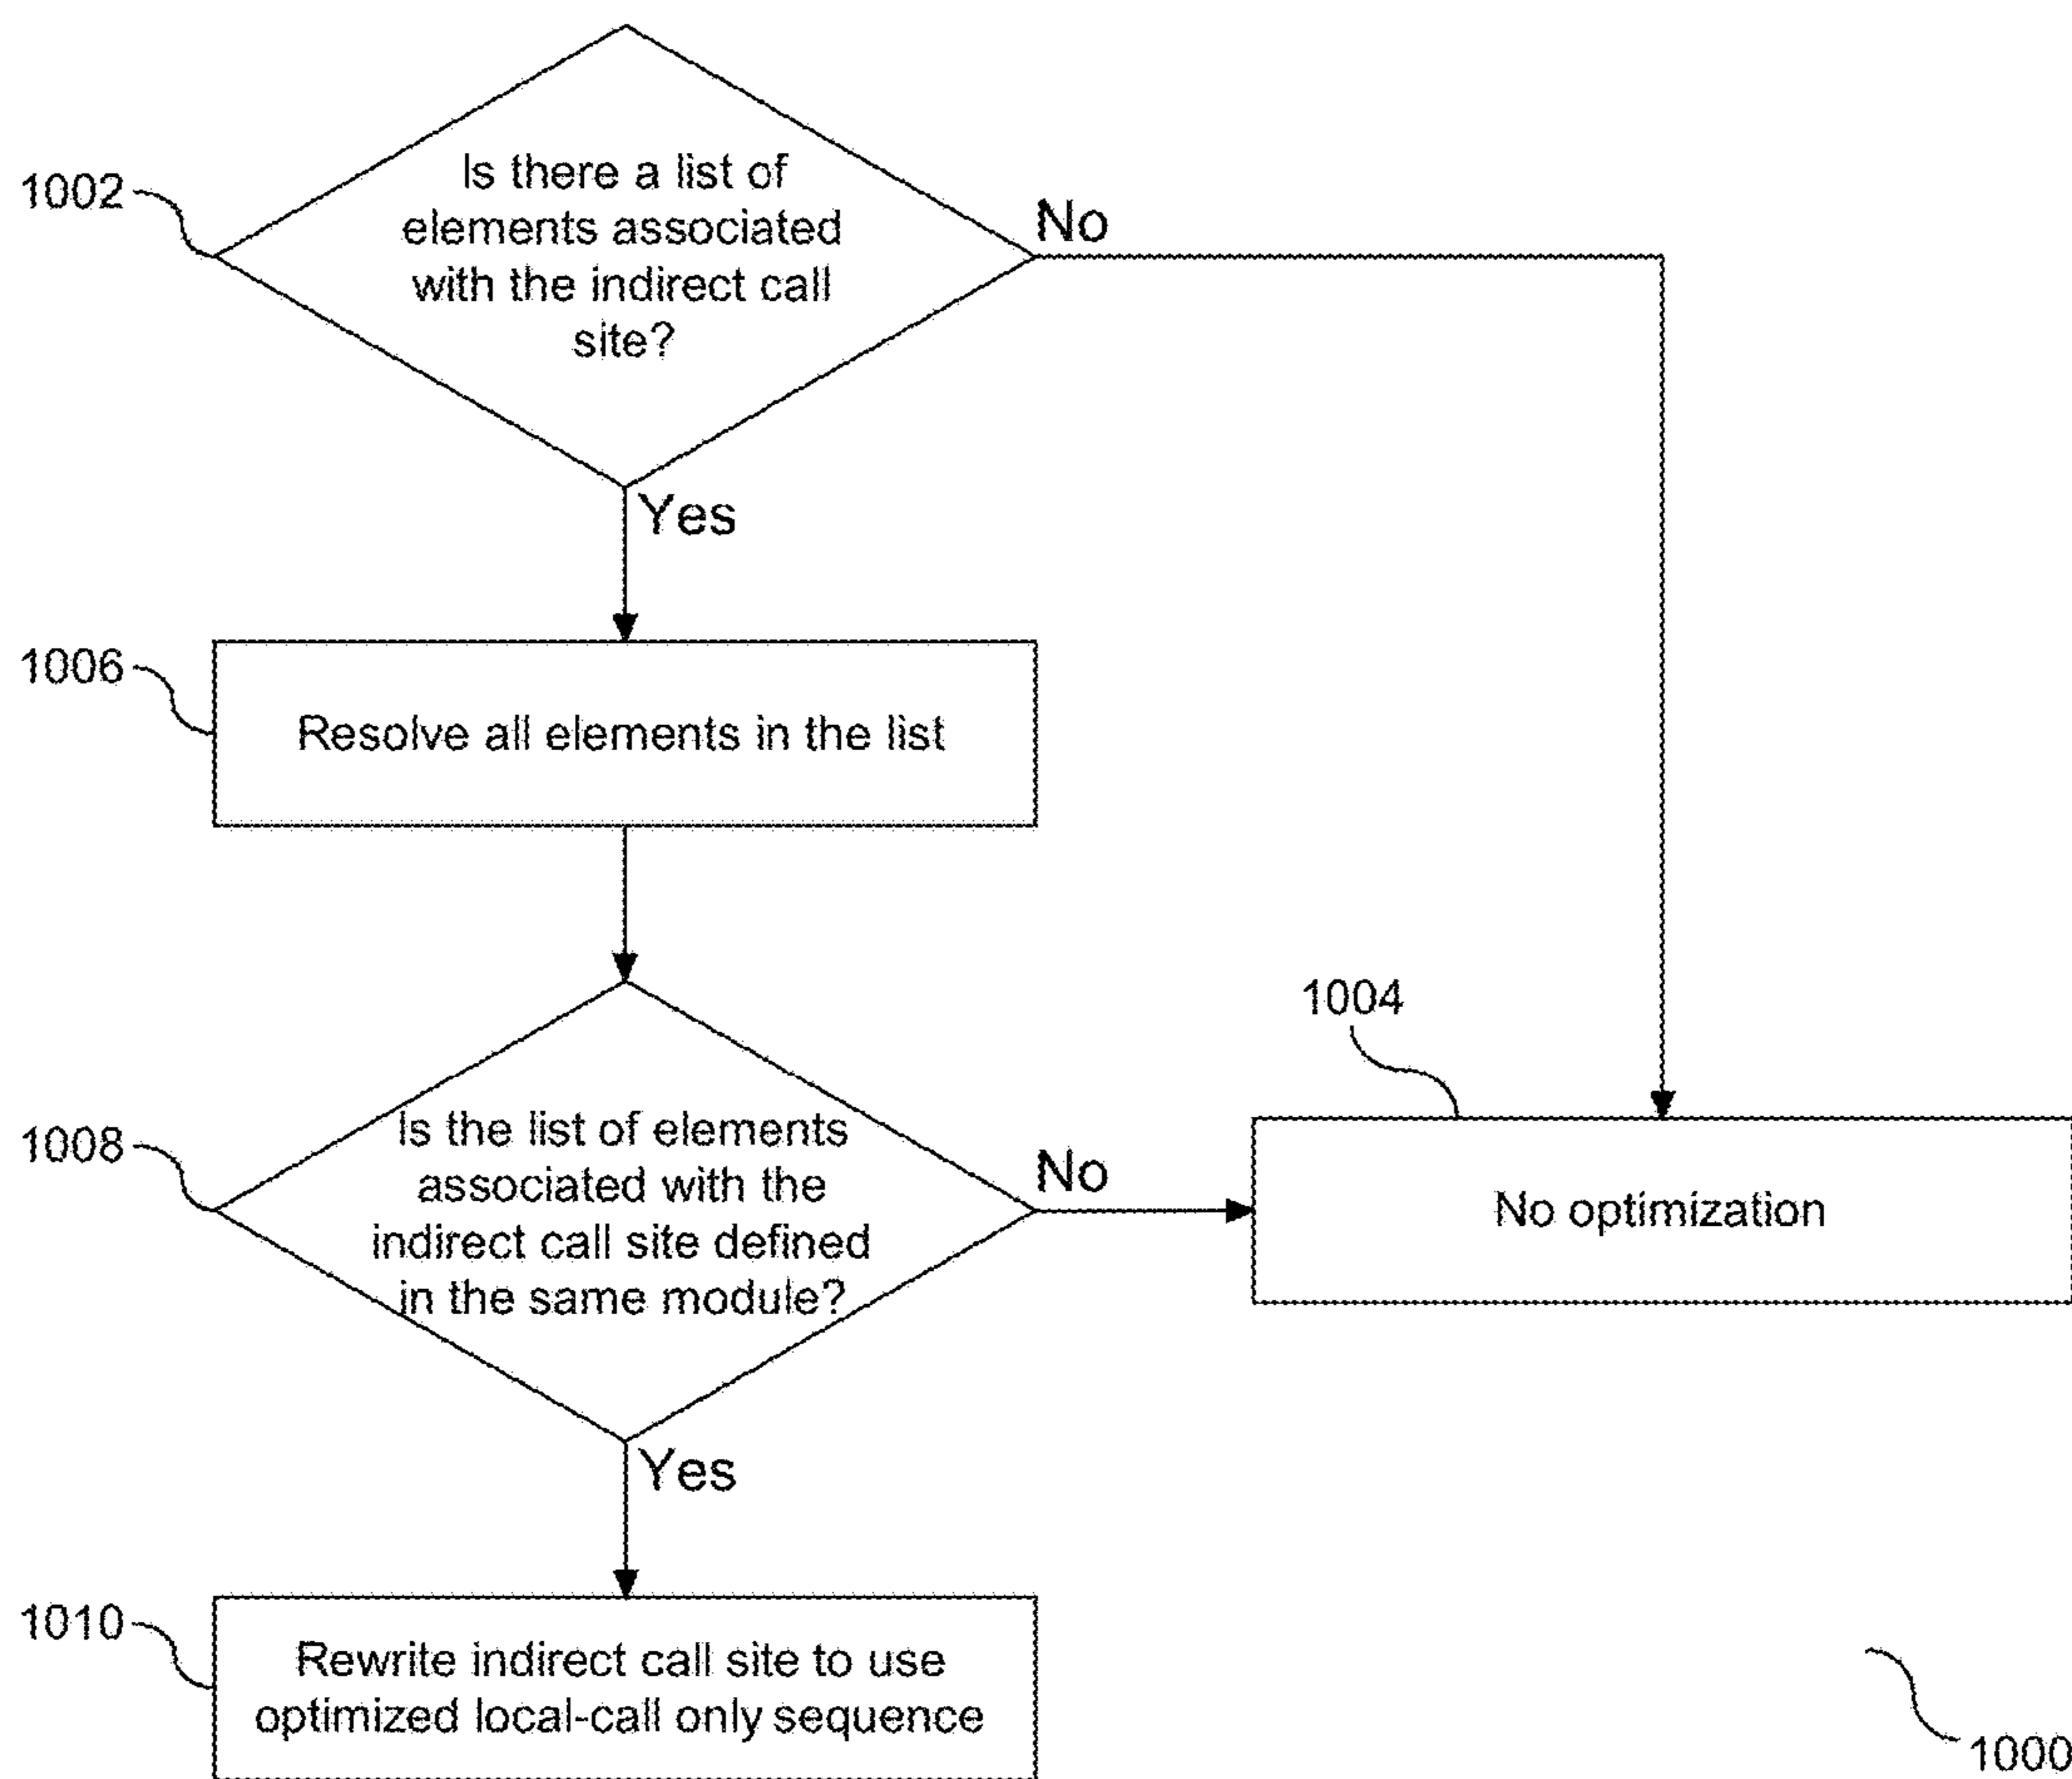 1002
Is there a list of
elements associated
with the indirect call
site?
No
Yes
1006
Resolve all elements in the list
1004
1008
Is the list of elements
associated with the
indirect call site defined
in the same module?
No
No optimization
Yes
1010
Rewrite indirect call site to use
optimized local-call only sequence
1000